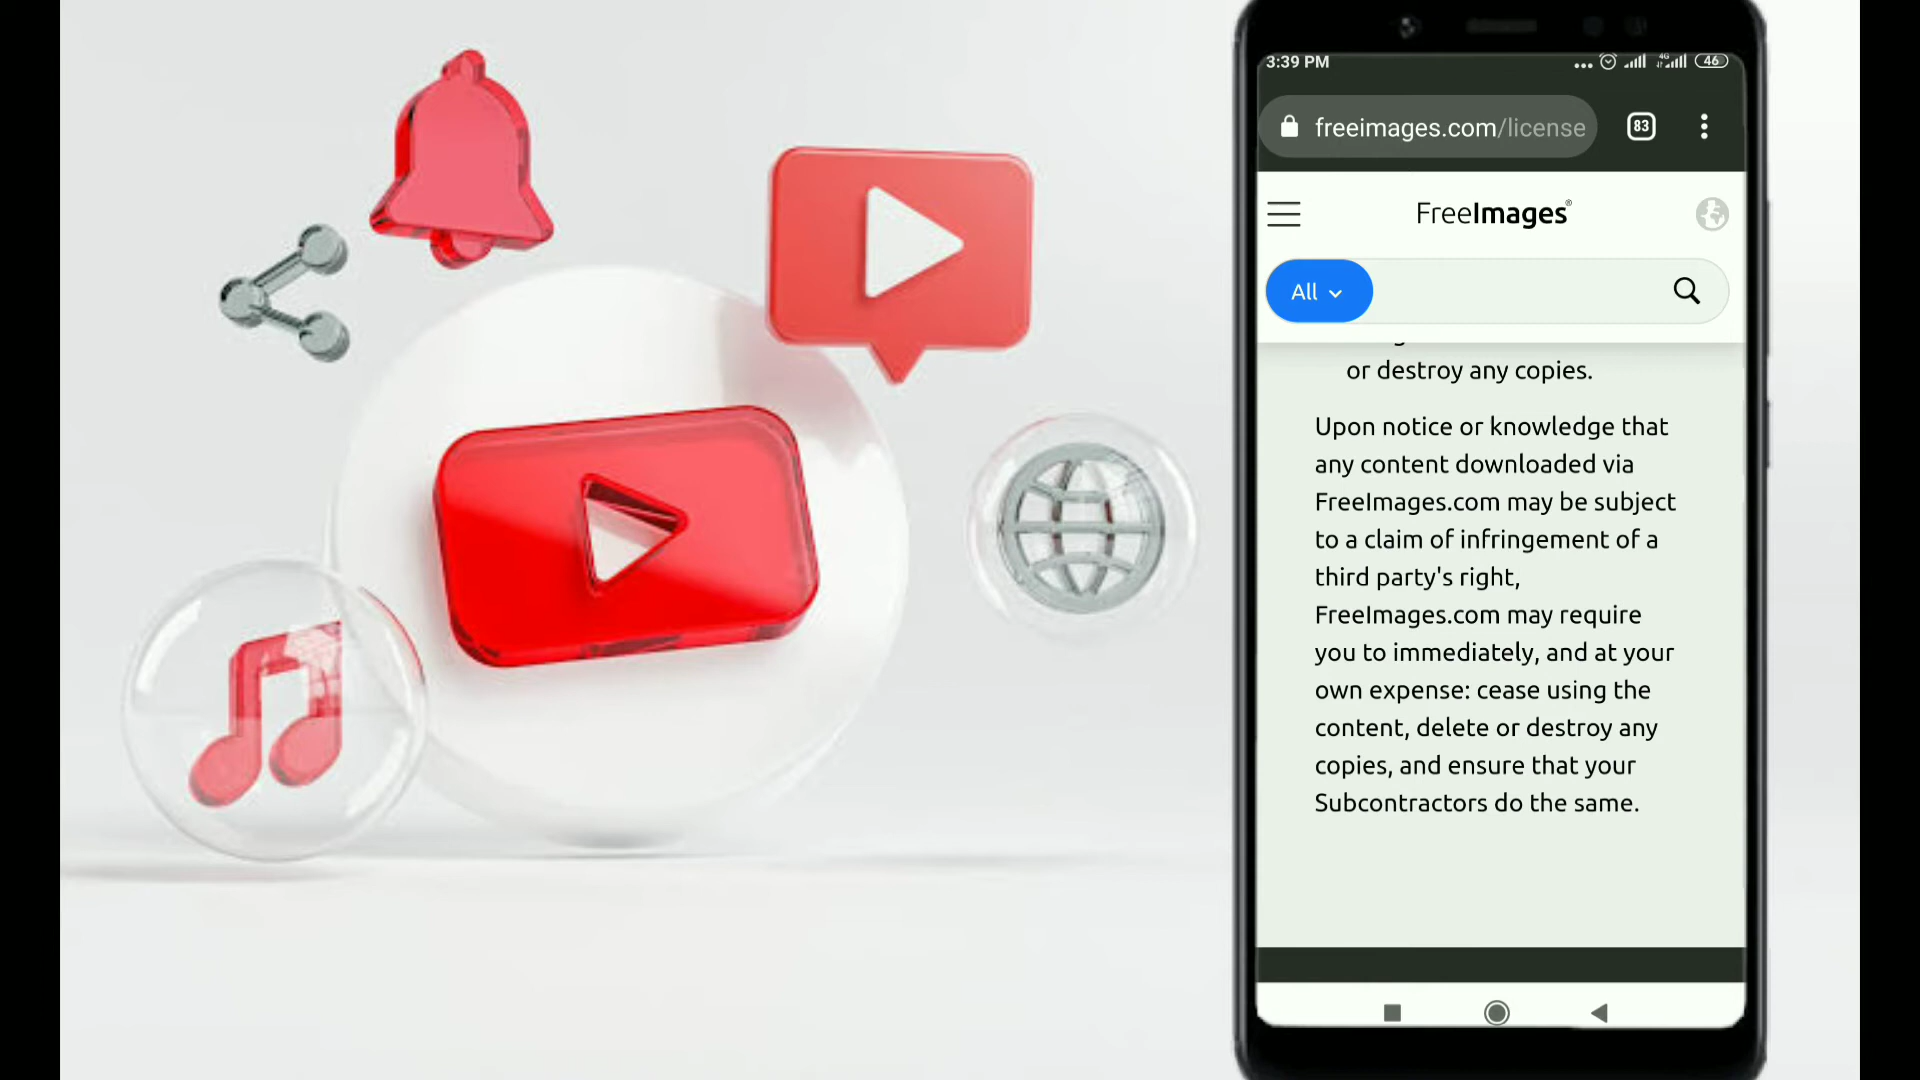 3:39 PM
4G
46
freeimages.com/license
83
FreeImages®
All
or destroy any copies.
Upon notice or knowledge that
any content downloaded via
FreeImages.com may be subject
to a claim of infringement of a
third party's right,
FreeImages.com may require
you to immediately, and at your
own expense: cease using the
content, delete or destroy any
copies, and ensure that your
Subcontractors do the same.